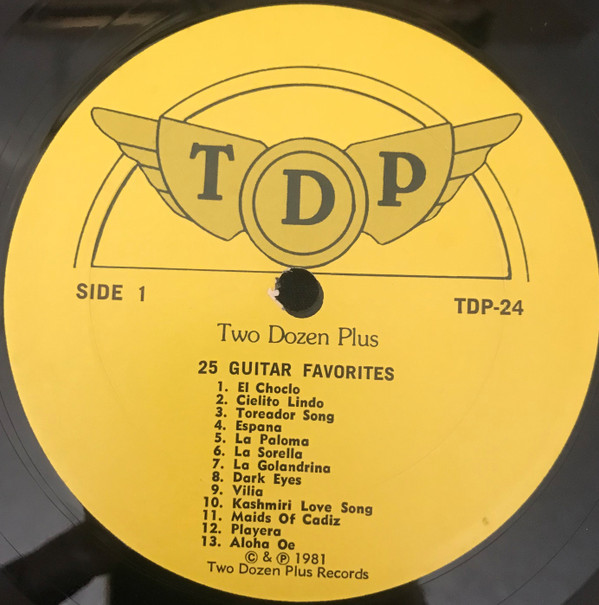 T D P
SIDE 1
TDP-24
Two Dozen Plus
25 GUITAR FAVORITES
1. El Choclo
2. Cielito Lindo
3. Toreador Song
4. Espana
5. La Paloma
6. La Sorella
7. La Golandrina
8. Dark Eyes
9. Vilia
10. Kashmiri Love Song
11. Maids Of Cadiz
12. Playera
13. Aloha Oe
© & ℗ 1981
Two Dozen Plus Records